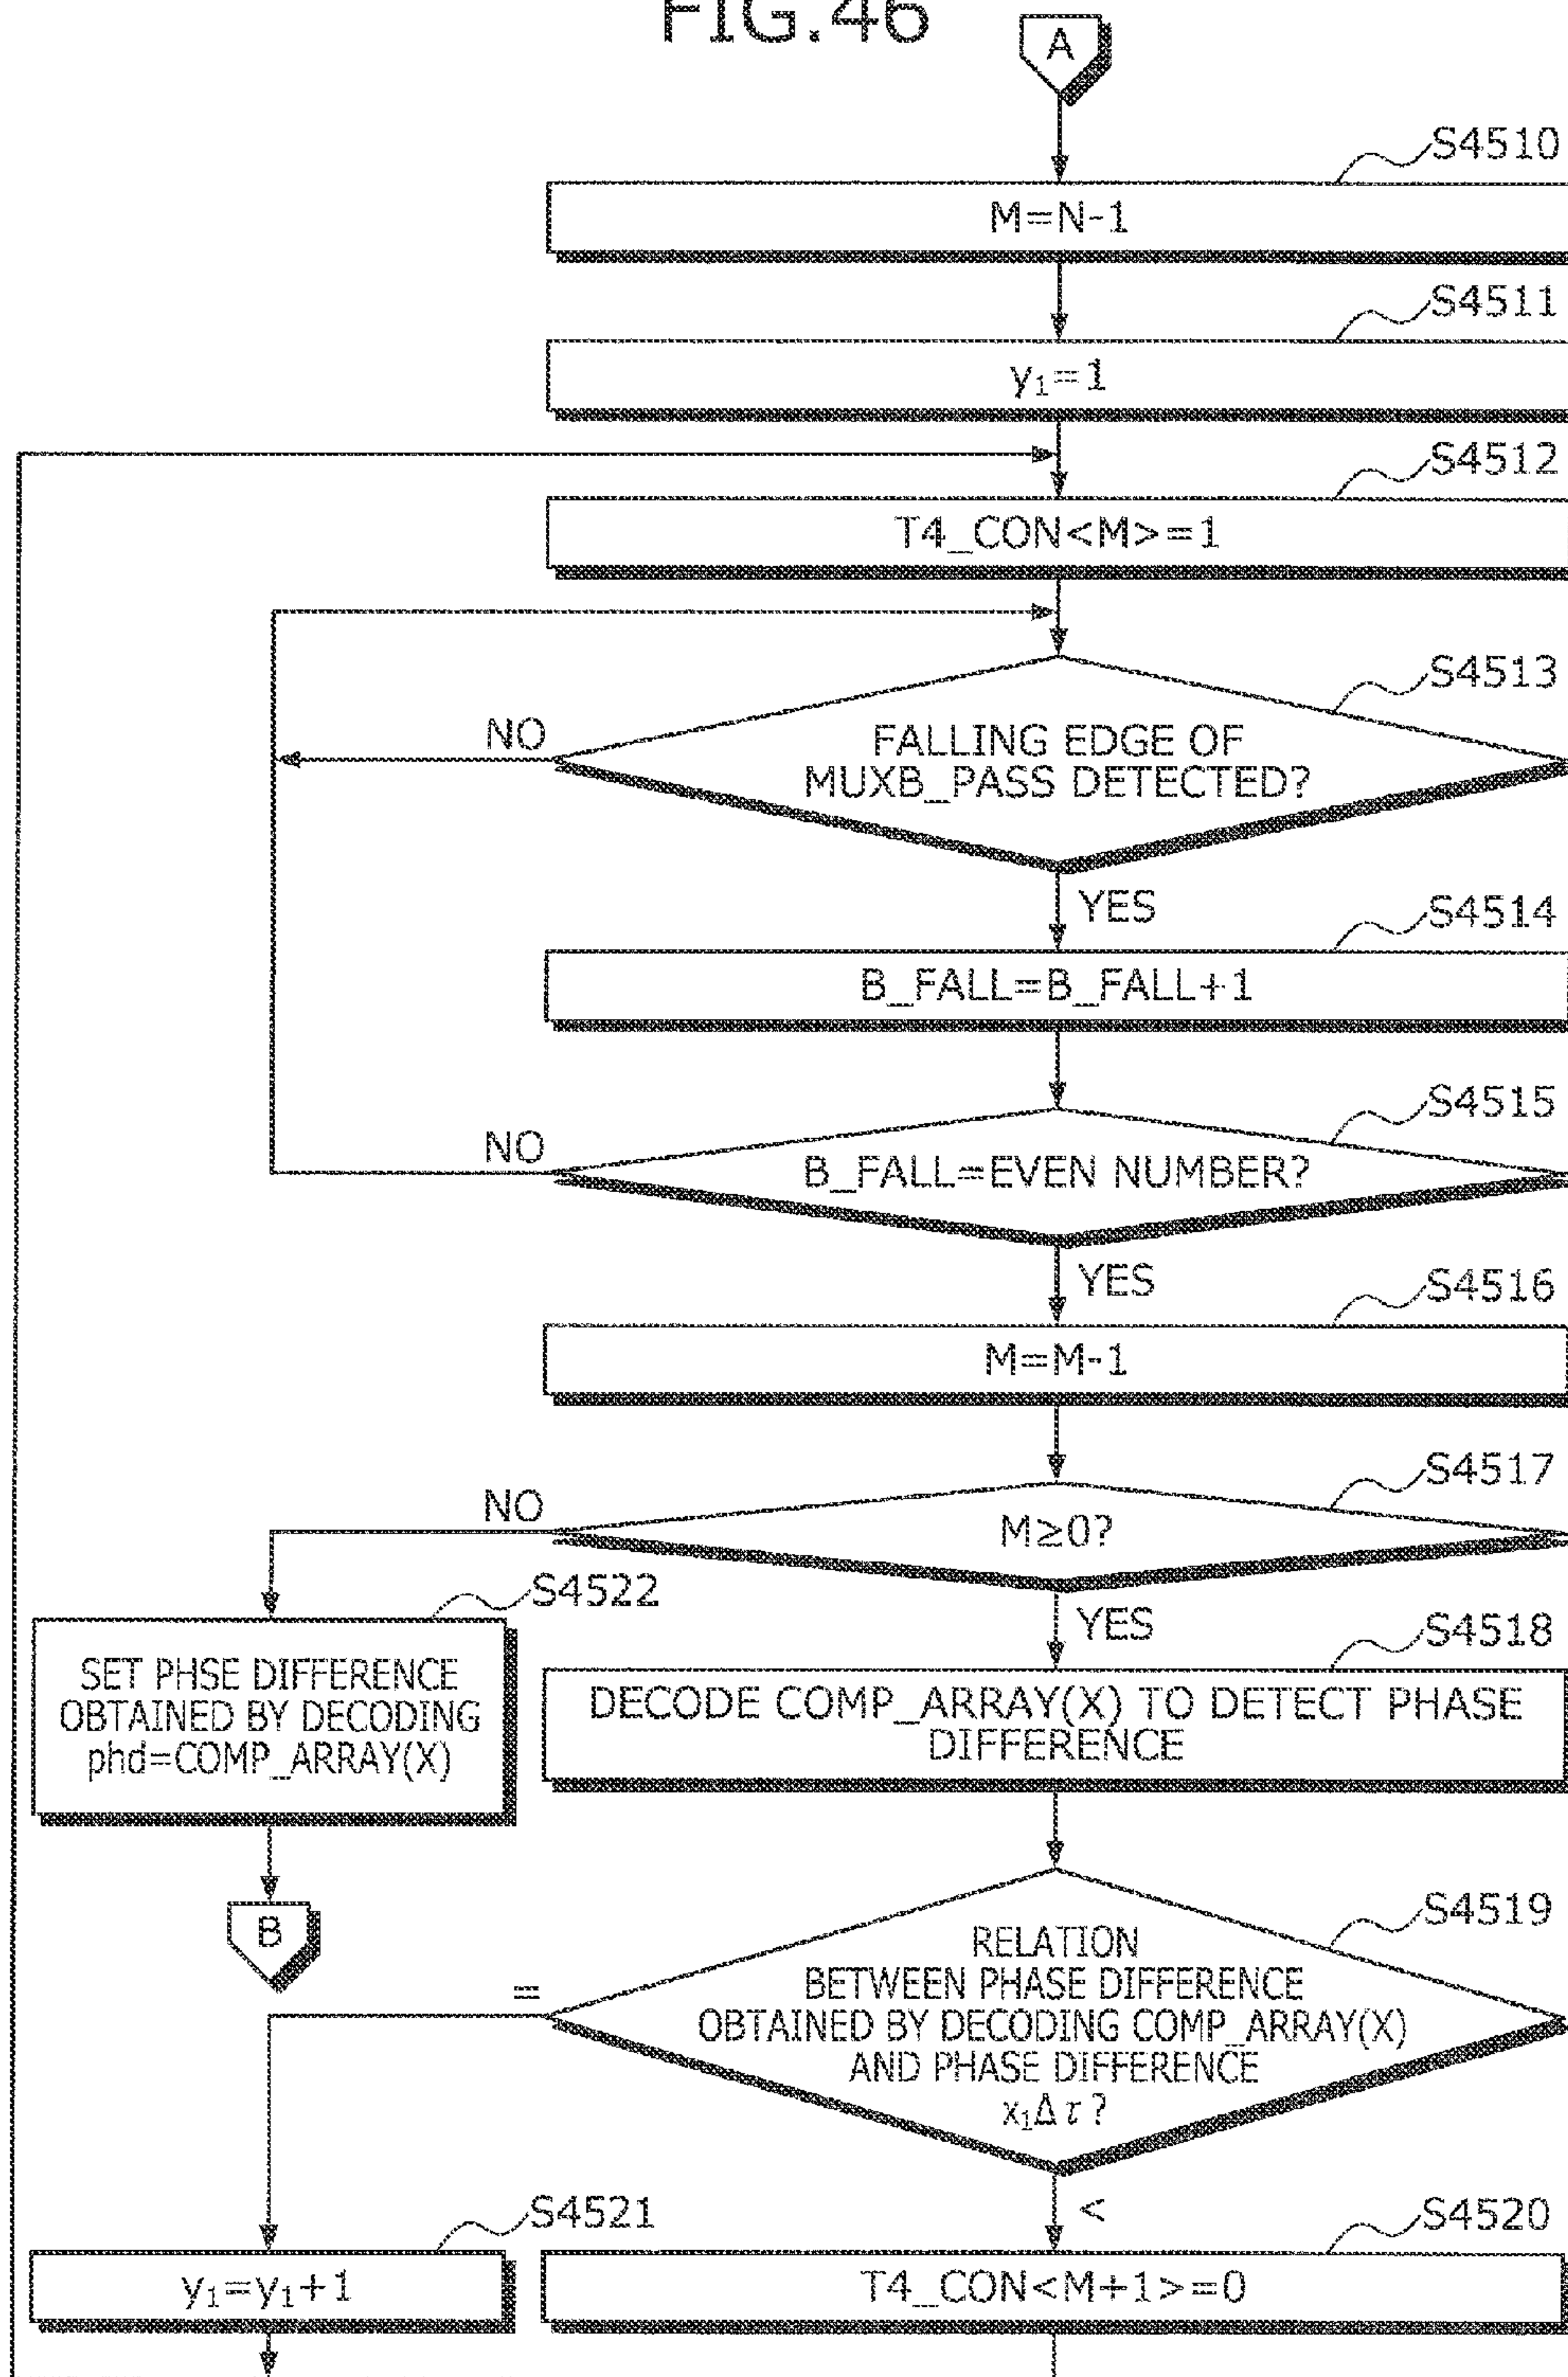 FIG.46
A
S4510
M=N-1
S4511
y₁=1
S4512
T4_CON<M>=1
S4513
NO
FALLING EDGE OF
MUXB_PASS DETECTED?
YES
S4514
B_FALL=B_FALL+1
S4515
NO
B_FALL=EVEN NUMBER?
YES
S4516
M=M-1
S4517
NO
M≥0?
S4522
YES
S4518
SET PHSE DIFFERENCE
OBTAINED BY DECODING
phd=COMP_ARRAY(X)
DECODE COMP_ARRAY(X) TO DETECT PHASE
DIFFERENCE
B
S4519
=
RELATION
BETWEEN PHASE DIFFERENCE
OBTAINED BY DECODING COMP_ARRAY(X)
AND PHASE DIFFERENCE
x₁Δτ?
<
S4521
S4520
y₁=y₁+1
T4_CON<M+1>=0